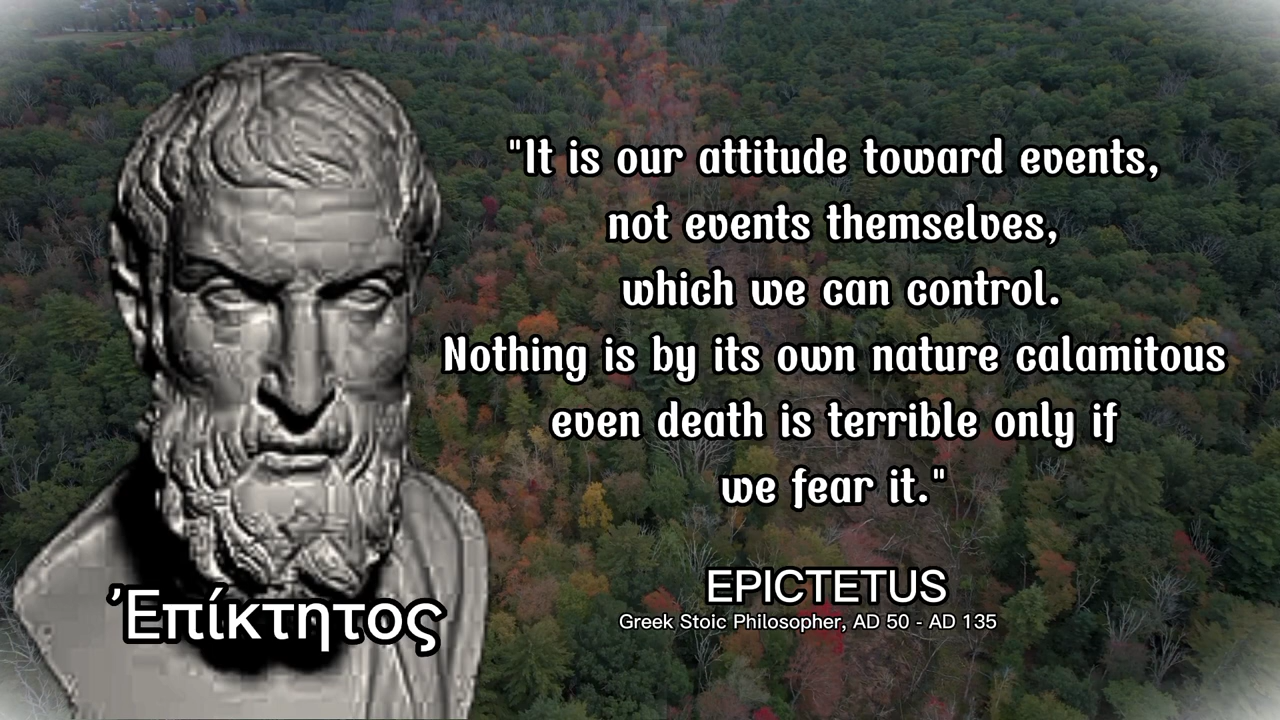 "It is our attitude toward events,
not events themselves,
which we can control.
Nothing is by its own nature calamitous
even death is terrible only if
we fear it."
EPICTETUS
Greek Stoic Philosopher, AD 50 - AD 135
Ἐπίκτητος